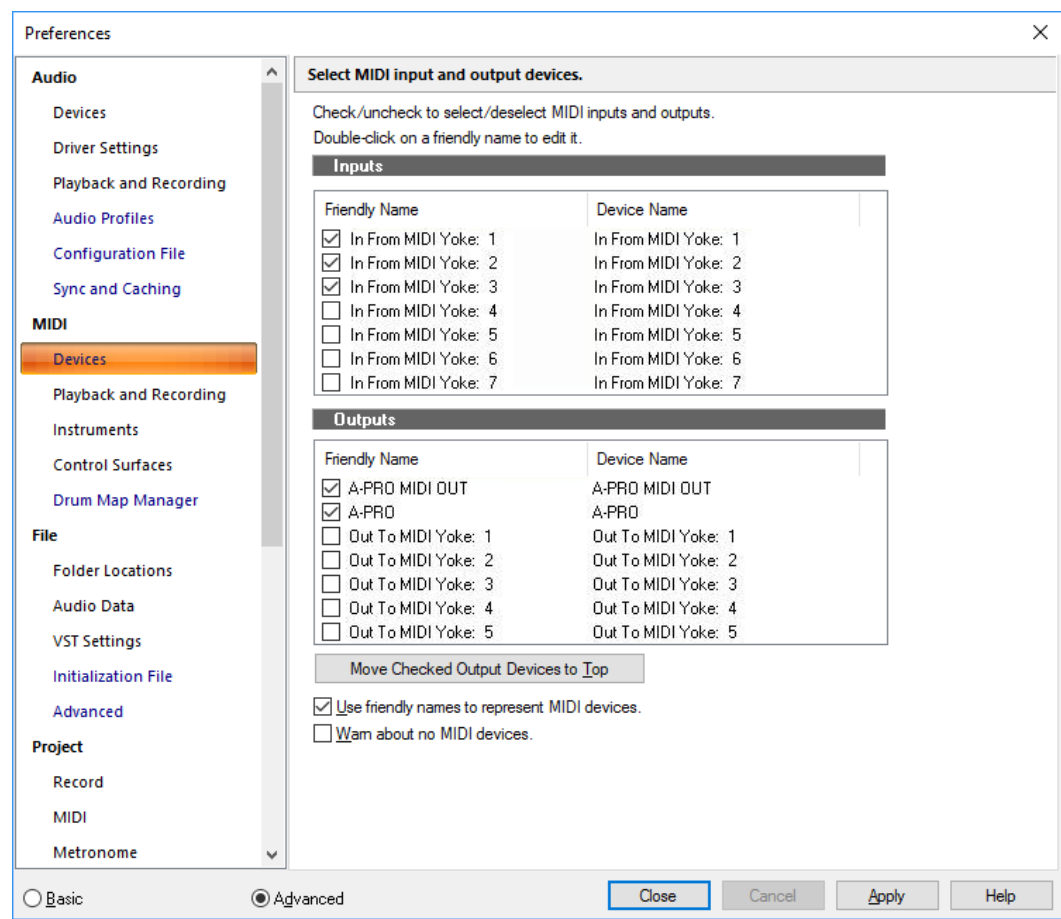 Preferences
Audio
Devices
Driver Settings
Playback and Recording
Audio Profiles
Configuration File
Sync and Caching
MIDI
Devices
Playback and Recording
Instruments
Control Surfaces
Drum Map Manager
File
Folder Locations
Audio Data
VST Settings
Initialization File
Advanced
Project
Record
MIDI
Metronome
Select MIDI input and output devices.
Check/uncheck to select/deselect MIDI inputs and outputs.
Double-click on a friendly name to edit it.
Inputs
Friendly Name Device Name
In From MIDI Yoke: 1 In From MIDI Yoke: 1
In From MIDI Yoke: 2 In From MIDI Yoke: 2
In From MIDI Yoke: 3 In From MIDI Yoke: 3
In From MIDI Yoke: 4 In From MIDI Yoke: 4
In From MIDI Yoke: 5 In From MIDI Yoke: 5
In From MIDI Yoke: 6 In From MIDI Yoke: 6
In From MIDI Yoke: 7 In From MIDI Yoke: 7
Outputs
Friendly Name Device Name
A-PRO MIDI OUT A-PRO MIDI OUT
A-PRO A-PRO
Out To MIDI Yoke: 1 Out To MIDI Yoke: 1
Out To MIDI Yoke: 2 Out To MIDI Yoke: 2
Out To MIDI Yoke: 3 Out To MIDI Yoke: 3
Out To MIDI Yoke: 4 Out To MIDI Yoke: 4
Out To MIDI Yoke: 5 Out To MIDI Yoke: 5
Move Checked Output Devices to Top
Use friendly names to represent MIDI devices.
Warn about no MIDI devices.
Basic Advanced Close Cancel Apply Help